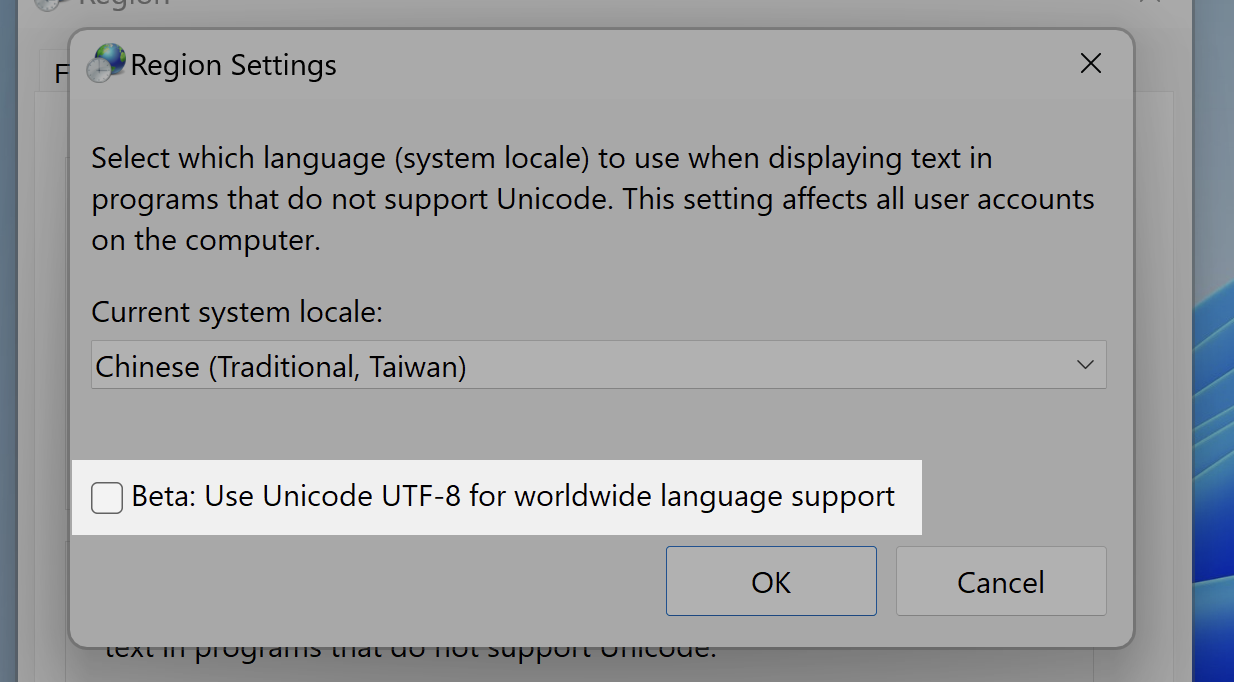 Region
F
Region Settings
Select which language (system locale) to use when displaying text in
programs that do not support Unicode. This setting affects all user accounts
on the computer.
Current system locale:
Chinese (Traditional, Taiwan)
Beta: Use Unicode UTF-8 for worldwide language support
OK
Cancel
text in programs that do not support Unicode.